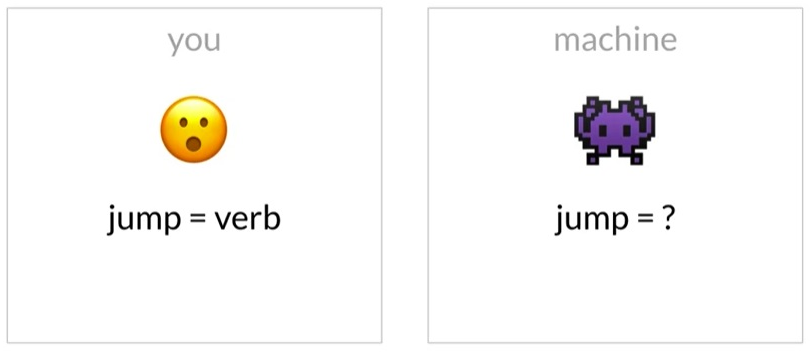 you
jump = verb
machine
jump = ?